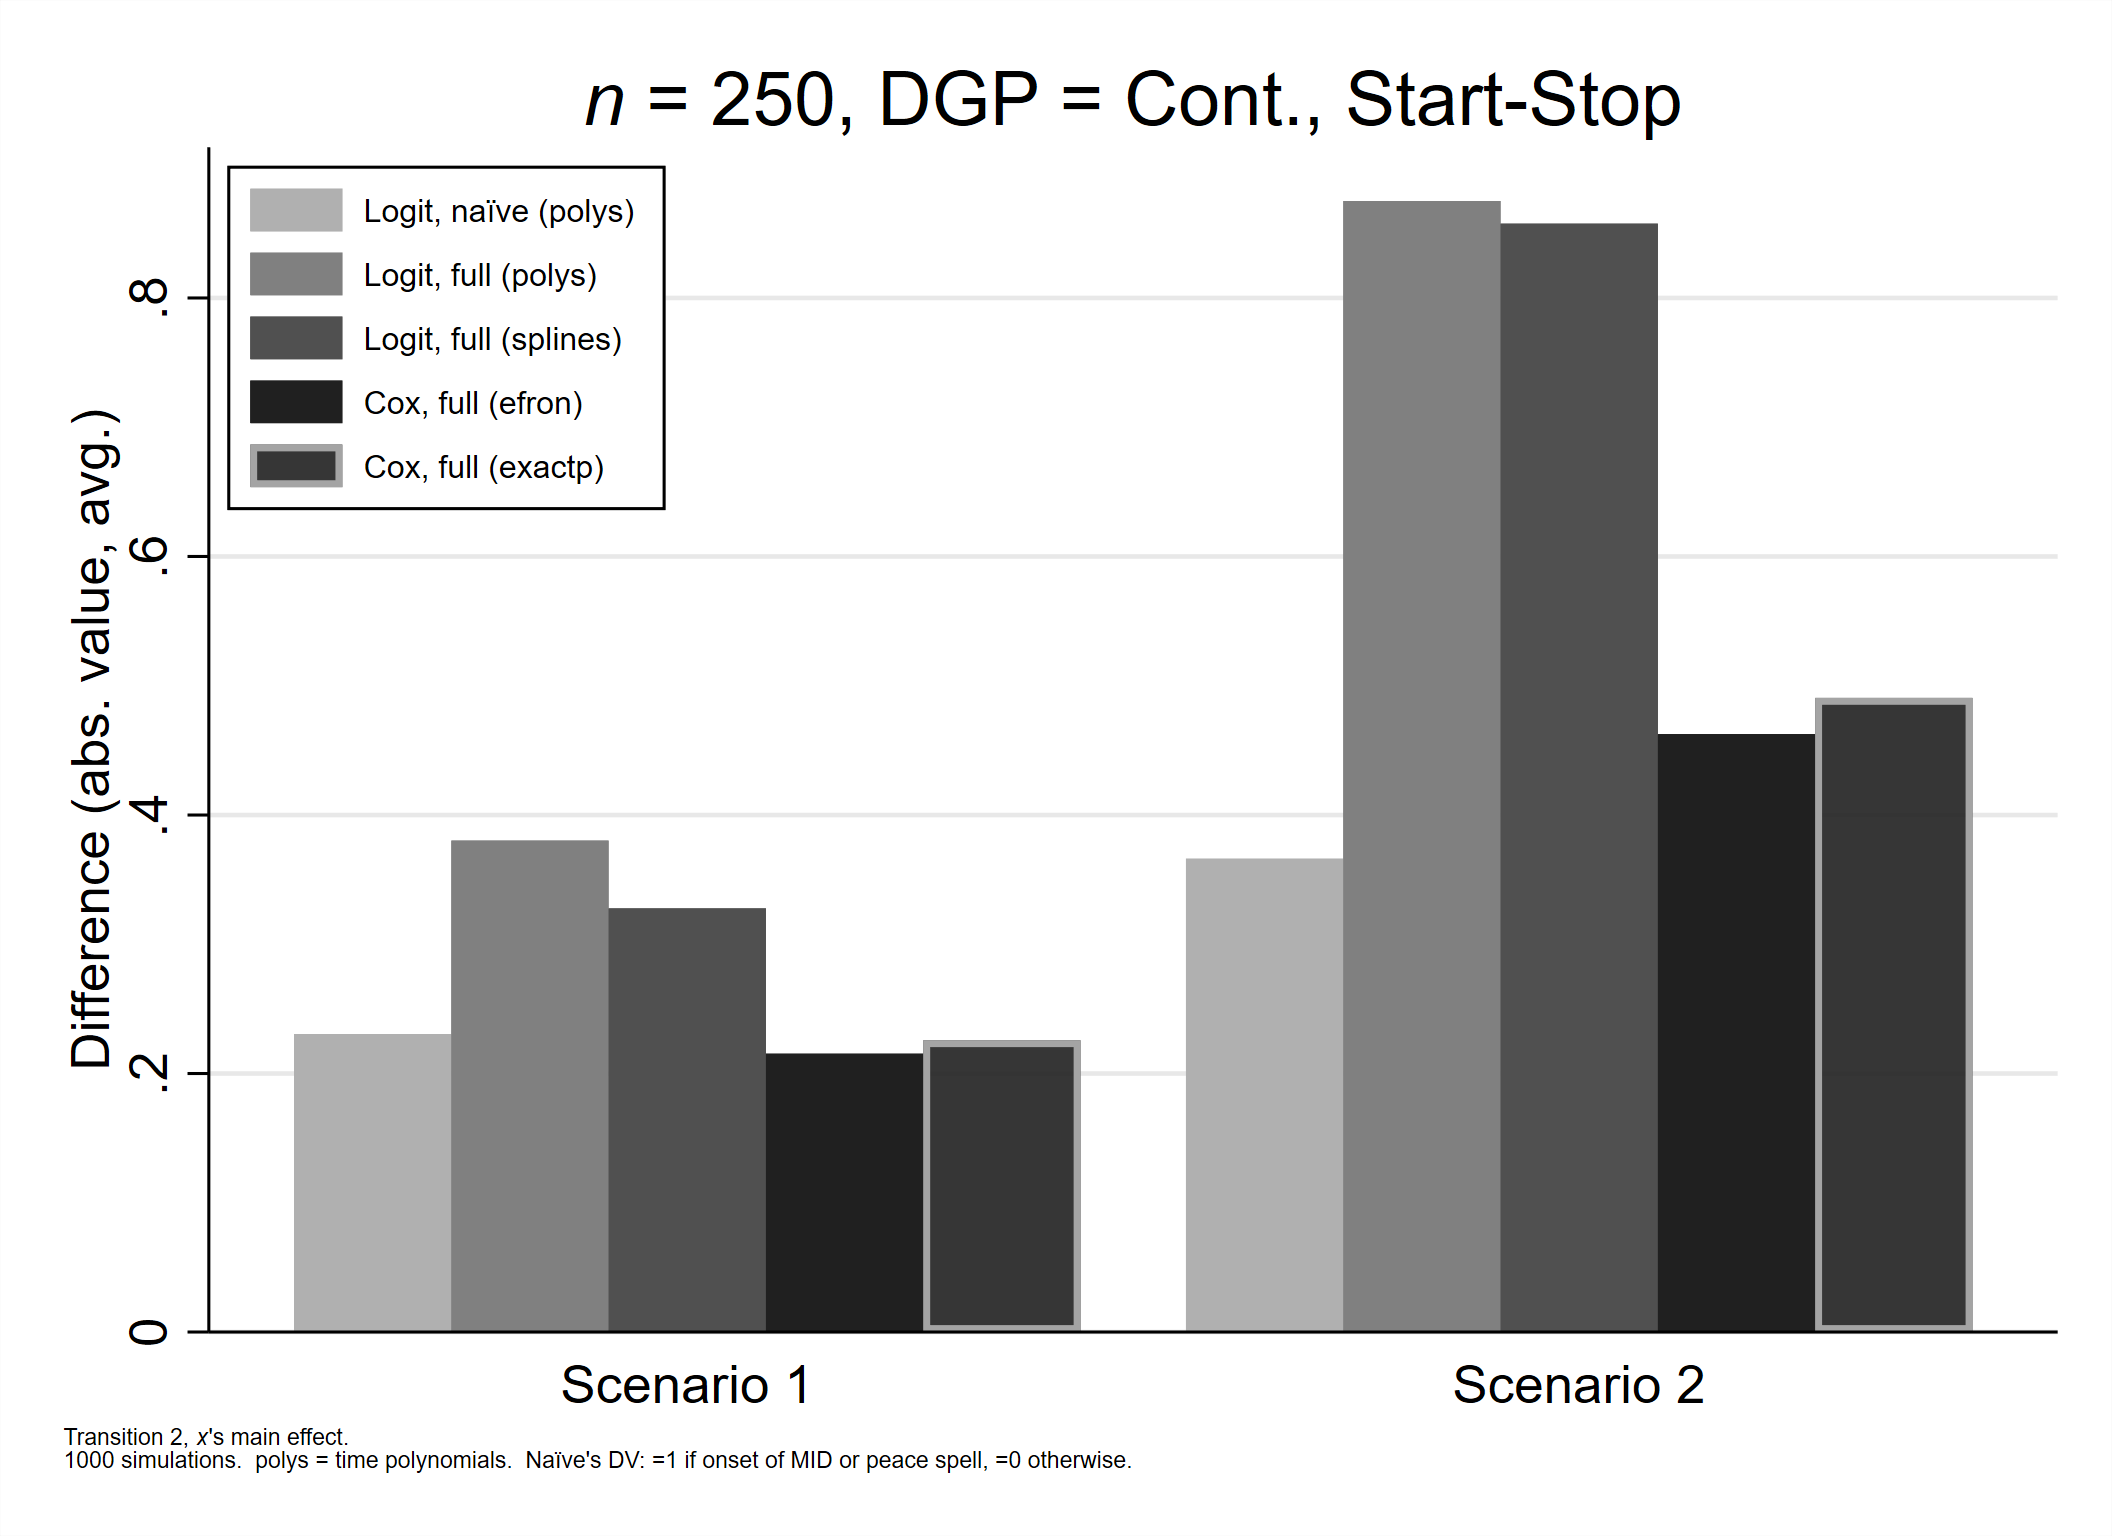 n = 250, DGP = Cont., Start-Stop
Logit, naïve (polys)
Logit, full (polys)
Logit, full (splines)
Cox, full (efron)
Cox, full (exactp)
Difference (abs. value, avg.)
.8
.6
.4
.2
0
Scenario 1
Scenario 2
Transition 2, x's main effect.
1000 simulations.  polys = time polynomials.  Naïve's DV: =1 if onset of MID or peace spell, =0 otherwise.